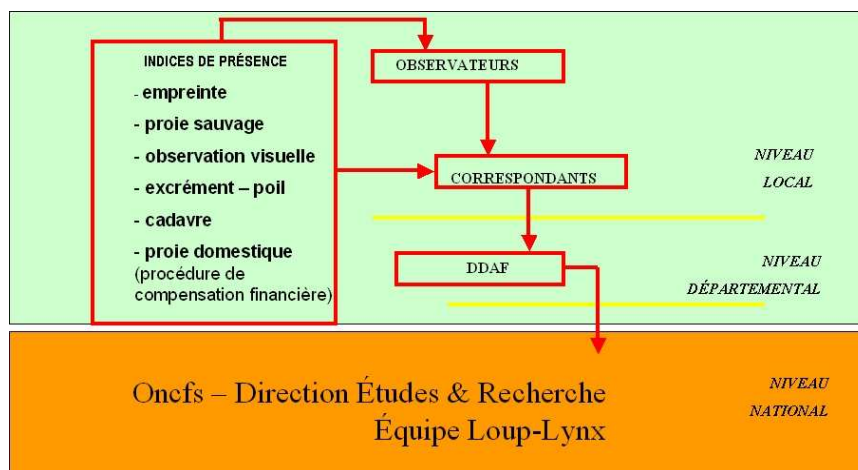 INDICES DE PRÉSENCE
- empreinte
- proie sauvage
- observation visuelle
- excrément – poil
- cadavre
- proie domestique
(procédure de
compensation financière)
OBSERVATEURS
CORRESPONDANTS
NIVEAU
LOCAL
DDAF
NIVEAU
DÉPARTEMENTAL
Oncfs – Direction Études & Recherche
Équipe Loup-Lynx
NIVEAU
NATIONAL